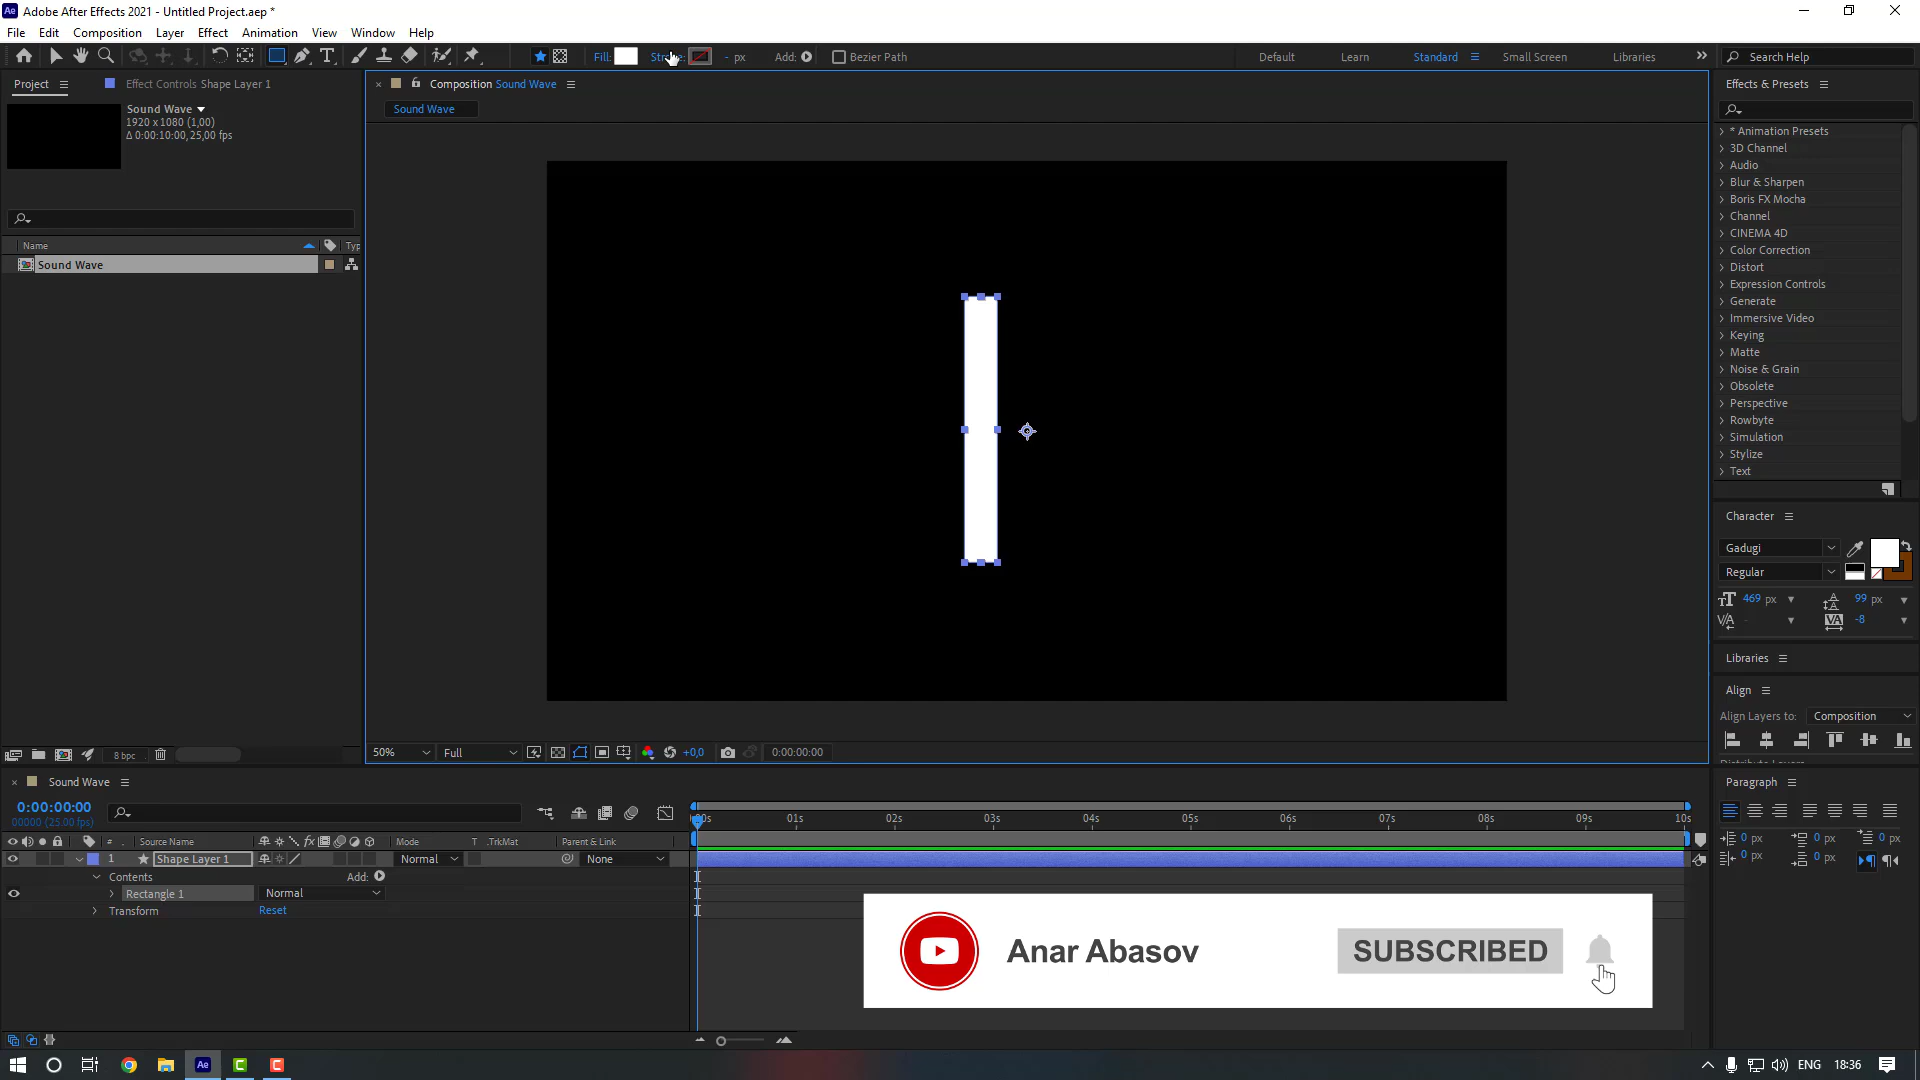 Adobe After Effects 2021 - Untitled Project.aep *
File Edit Composition Layer Effect Animation View Window Help
Fill: Stroke: - px Add: Bezier Path Default Learn Standard Small Screen Libraries Search Help
Project Effect Controls Shape Layer 1
Composition Sound Wave
Sound Wave
Sound Wave
1920 x 1080 (1,00)
Δ 0:00:10:00, 25,00 fps
Name Typ
Sound Wave
8 bpc
50% Full +0,0 0:00:00:00
Effects & Presets
* Animation Presets
3D Channel
Audio
Blur & Sharpen
Boris FX Mocha
Channel
CINEMA 4D
Color Correction
Distort
Expression Controls
Generate
Immersive Video
Keying
Matte
Noise & Grain
Obsolete
Perspective
Rowbyte
Simulation
Stylize
Text
Character
Gadugi
Regular
469 px 99 px
- -8
Libraries
Align
Align Layers to: Composition
Paragraph
0 px 0 px 0 px
0 px 0 px
Sound Wave
0:00:00:00
00000 (25.00 fps)
00s 01s 02s 03s 04s 05s 06s 07s 08s 09s 10s
# . Source Name fx Mode T .TrkMat Parent & Link
1 Shape Layer 1 Normal None
Contents Add:
Rectangle 1 Normal
Transform Reset
Anar Abasov SUBSCRIBED
ENG 18:36